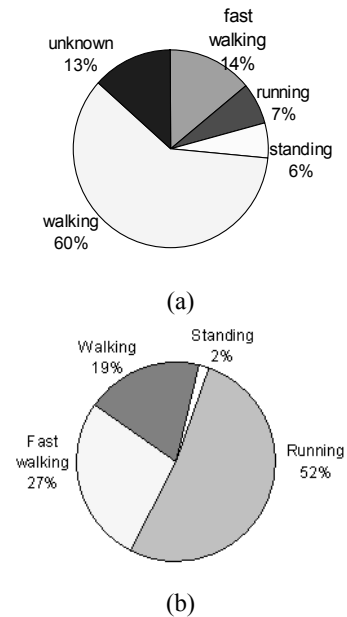 fast
walking
14%
unknown
13%
running
7%
standing
6%
walking
60%
(a)
Standing
2%
Walking
19%
Running
52%
Fast
walking
27%
(b)